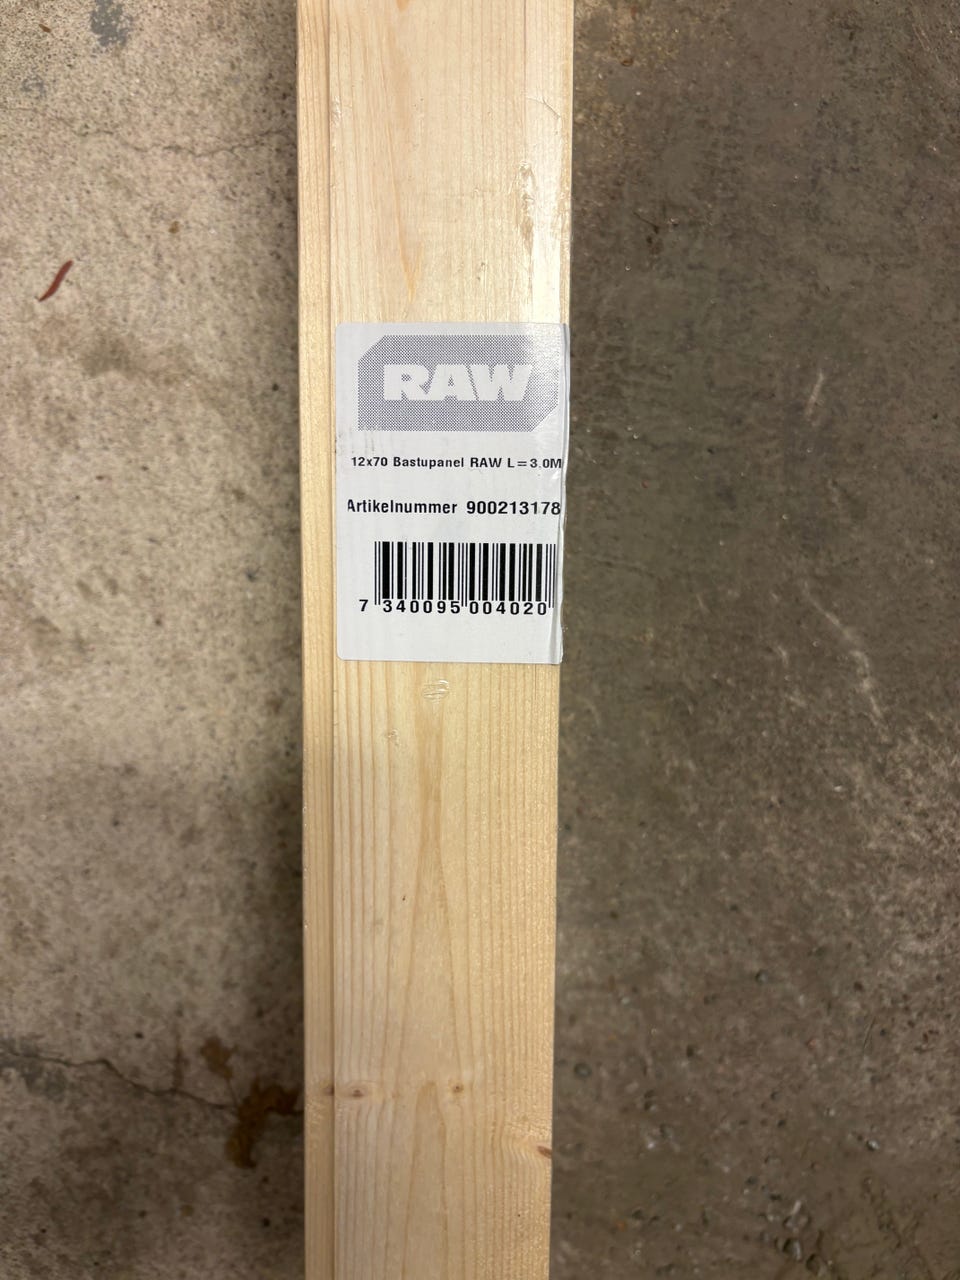 RAW
12x70 Bastupanel RAW L=3.0M
Artikelnummer 900213178
7 340095 004020